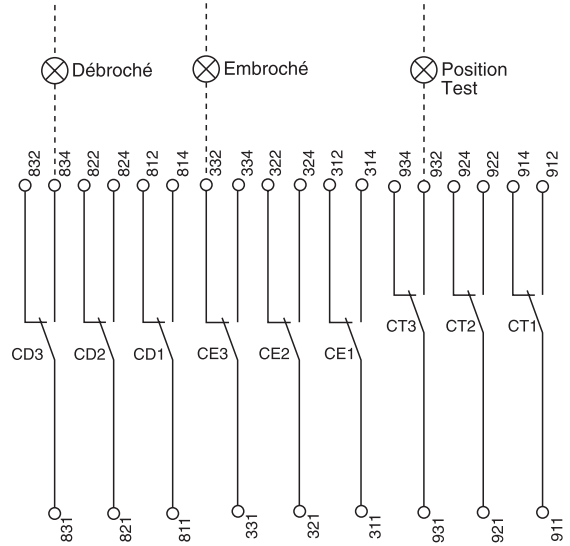 Débroché
Embroché
Position
Test
832
834
822
824
812
814
332
334
322
324
312
314
934
932
924
922
914
912
CD3
CD2
CD1
CE3
CE2
CE1
CT3
CT2
CT1
831
821
811
331
321
311
931
921
911